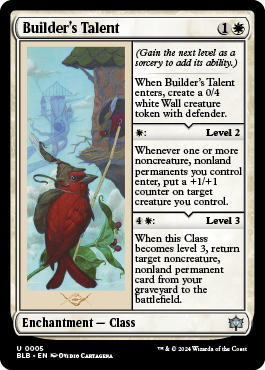 Builder's Talent 1
(Gain the next level as a
sorcery to add its ability.)
When Builder's Talent
enters, create a 0/4
white Wall creature
token with defender.
: Level 2
Whenever one or more
noncreature, nonland
permanents you control
enter, put a +1/+1
counter on target
creature you control.
4 : Level 3
When this Class
becomes level 3, return
target noncreature,
nonland permanent
card from your
graveyard to the
battlefield.
Enchantment — Class
U 0005
BLB • EN Ovidio Cartagena
™ & © 2024 Wizards of the Coast